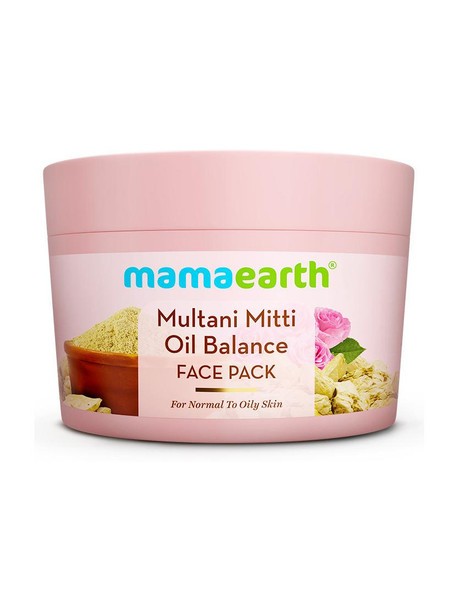 mamaearth®
Multani Mitti
Oil Balance
FACE PACK
For Normal To Oily Skin